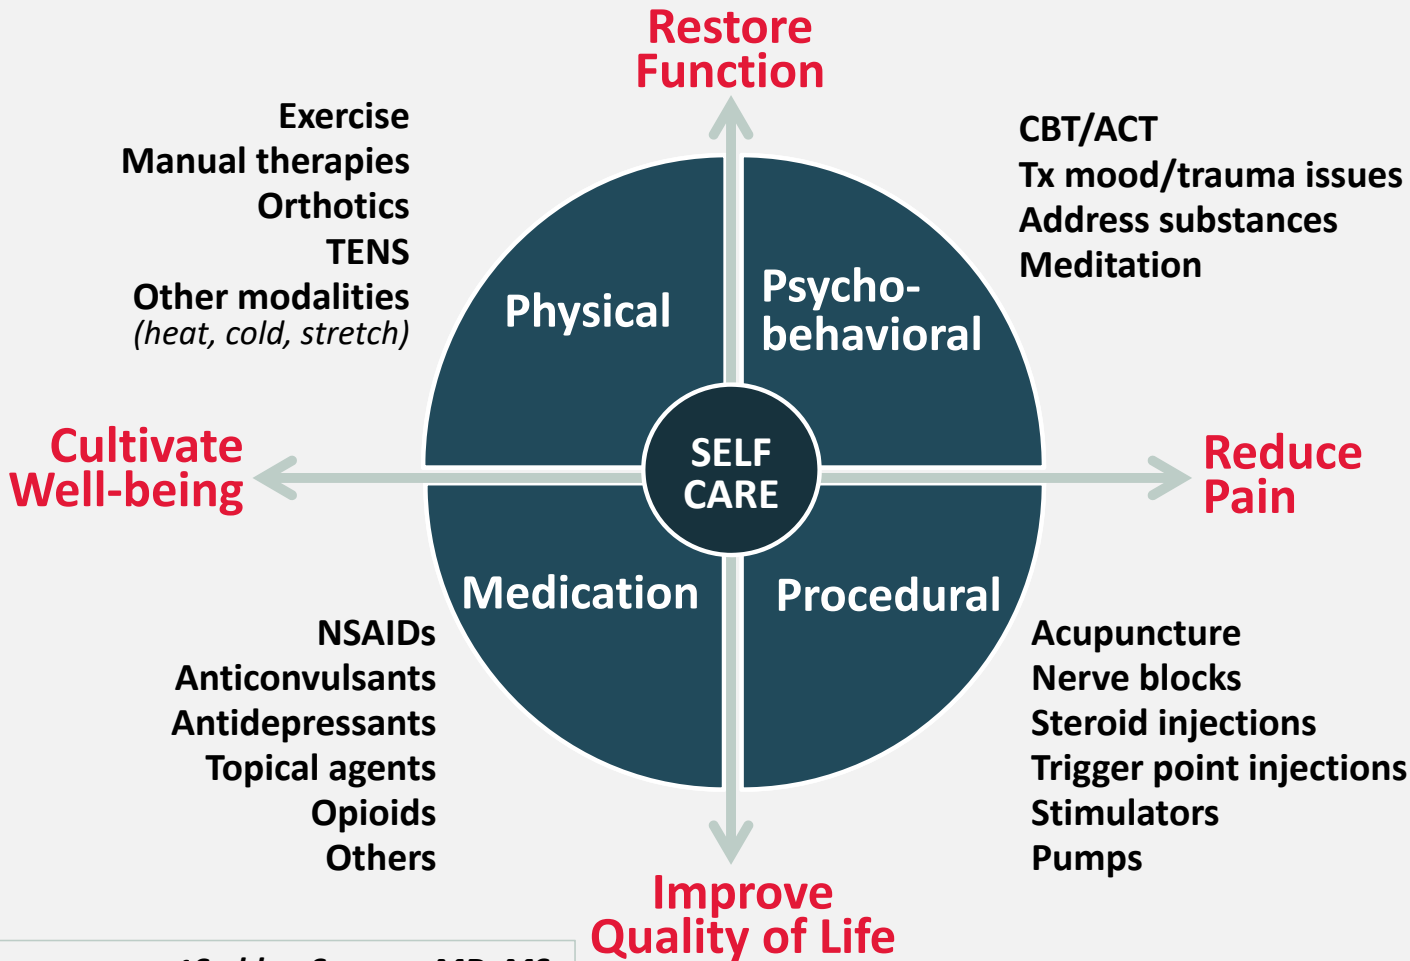 Restore
Function
Exercise
Manual therapies
Orthotics
TENS
Other modalities
(heat, cold, stretch)
CBT/ACT
Tx mood/trauma issues
Address substances
Meditation
Physical
Psycho-
behavioral
Cultivate
Well-being
SELF
CARE
Reduce
Pain
Medication
Procedural
NSAIDs
Anticonvulsants
Antidepressants
Topical agents
Opioids
Others
Acupuncture
Nerve blocks
Steroid injections
Trigger point injections
Stimulators
Pumps
Improve
Quality of Life
MD, MS